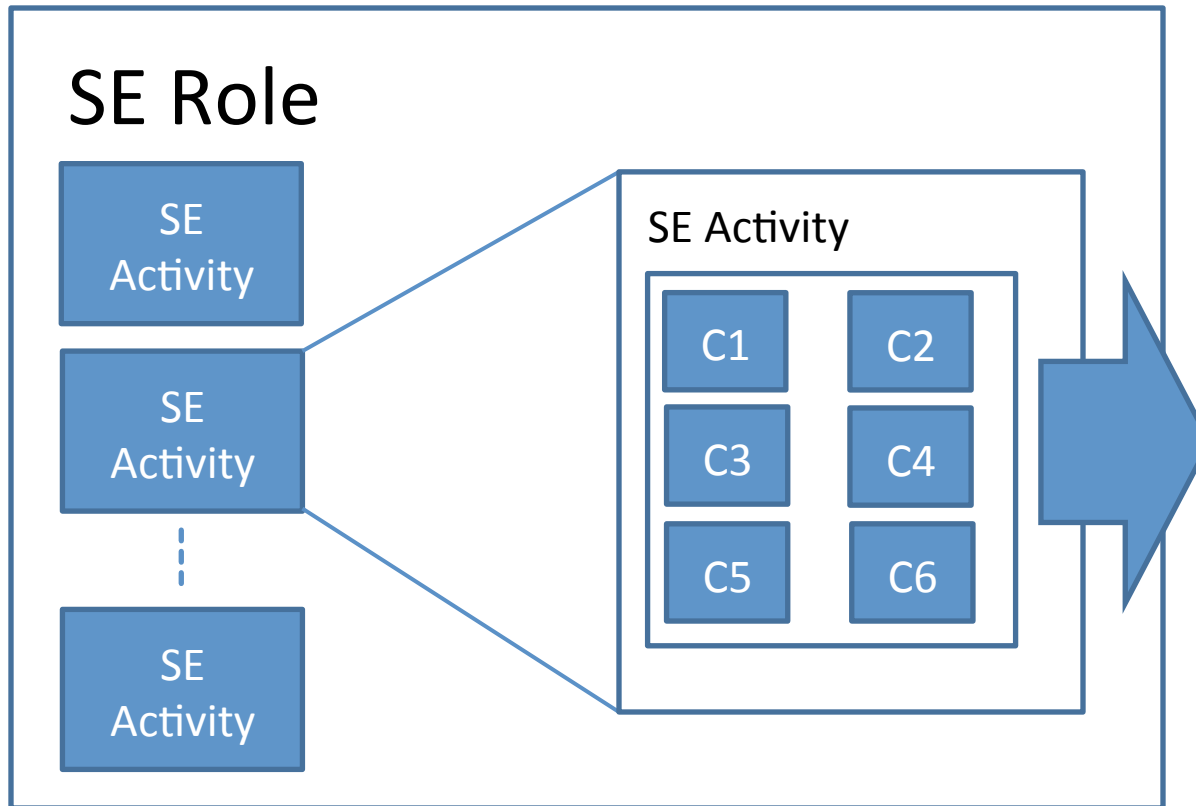 SE Role
SE
Activity
SE
Activity
SE
Activity
SE Activity
C1 C2
C3 C4
C5 C6